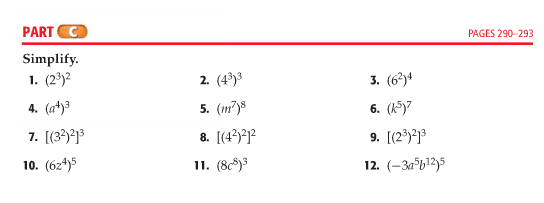 PART C PAGES 290–293
Simplify.
1. (2³)² 2. (4³)³ 3. (6²)⁴
4. (a⁴)³ 5. (m⁷)⁸ 6. (k⁵)⁷
7. [(3²)²]³ 8. [(4²)²]² 9. [(2³)²]³
10. (6z⁴)⁵ 11. (8c⁸)³ 12. (−3a⁵b¹²)⁵